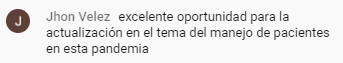 J Jhon Velez excelente oportunidad para la
actualización en el tema del manejo de pacientes
en esta pandemia